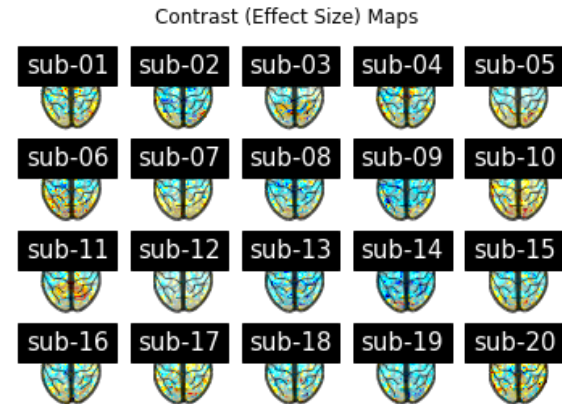 Contrast (Effect Size) Maps
sub-01 sub-02 sub-03 sub-04 sub-05
sub-06 sub-07 sub-08 sub-09 sub-10
sub-11 sub-12 sub-13 sub-14 sub-15
sub-16 sub-17 sub-18 sub-19 sub-20